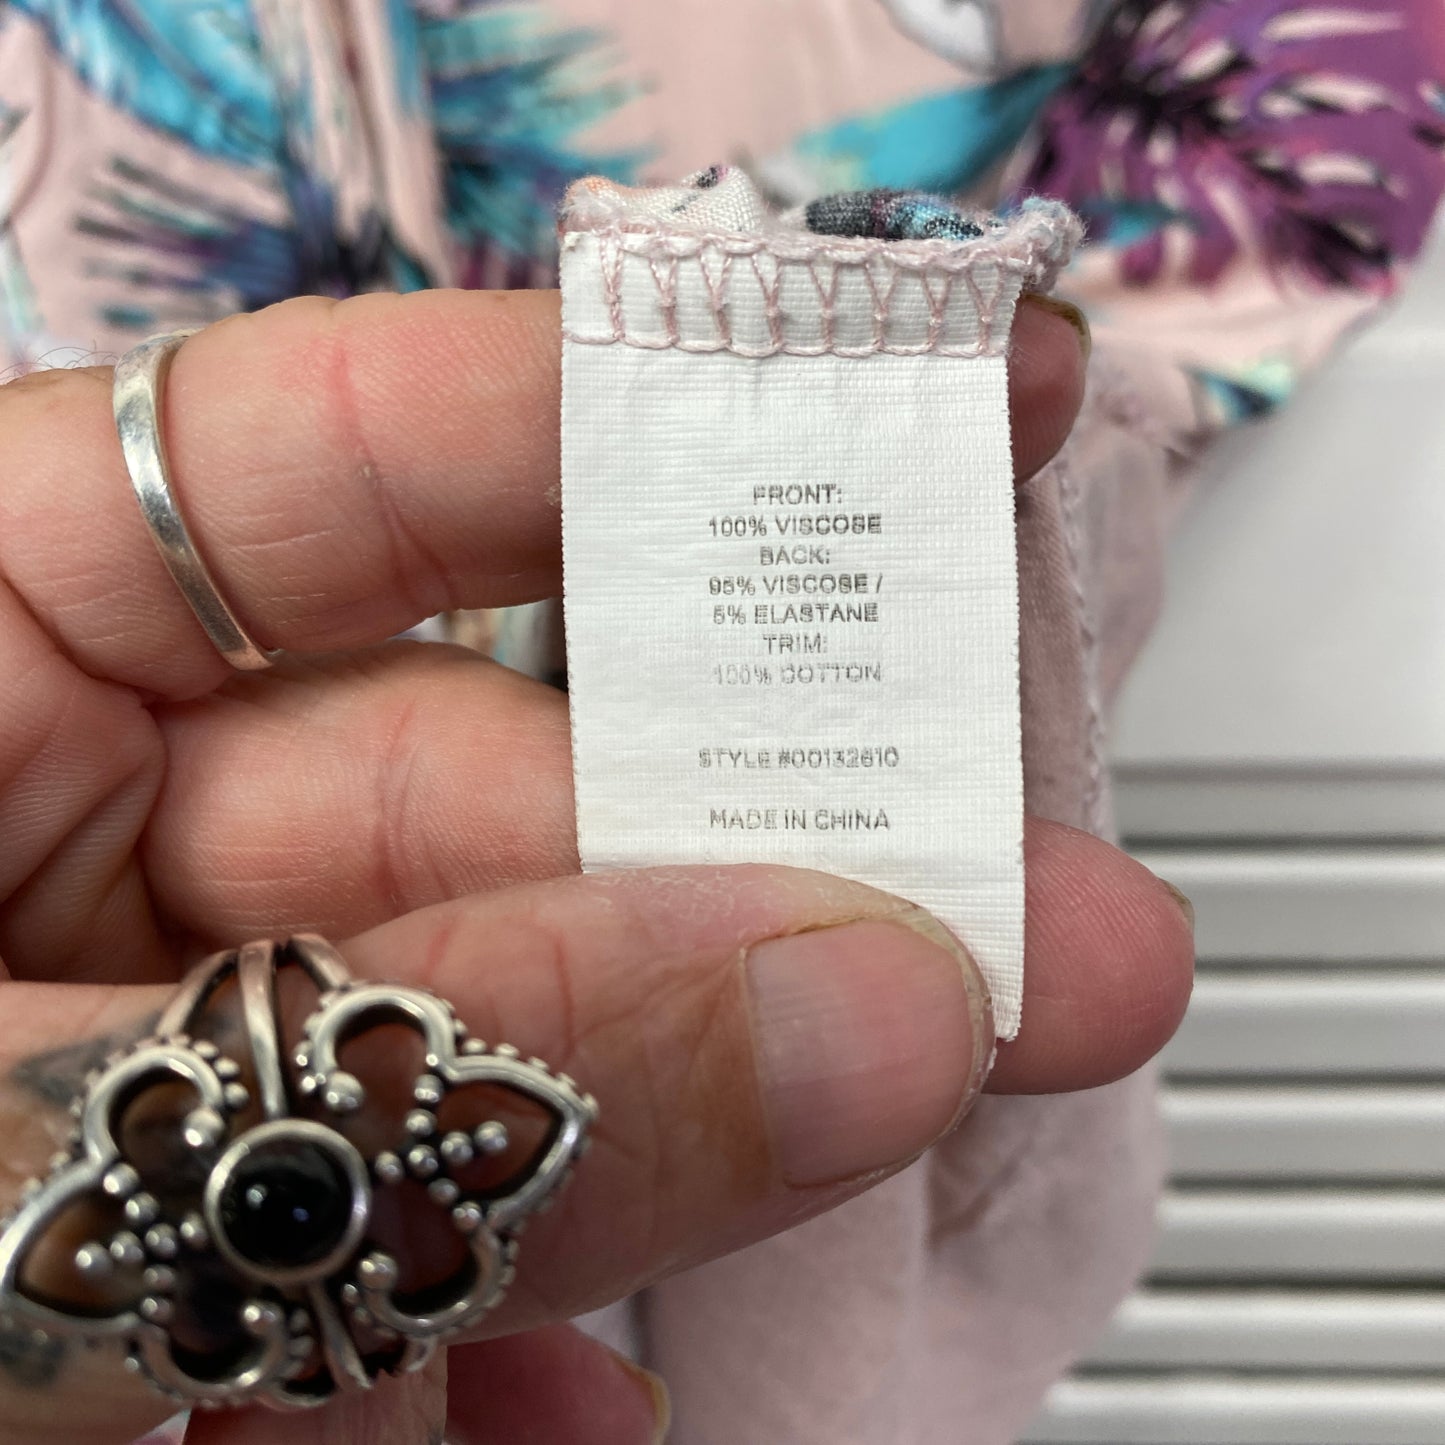 FRONT:
100% VISCOSE
BACK:
95% VISCOSE /
5% ELASTANE
TRIM:
100% COTTON
STYLE #00132610
MADE IN CHINA